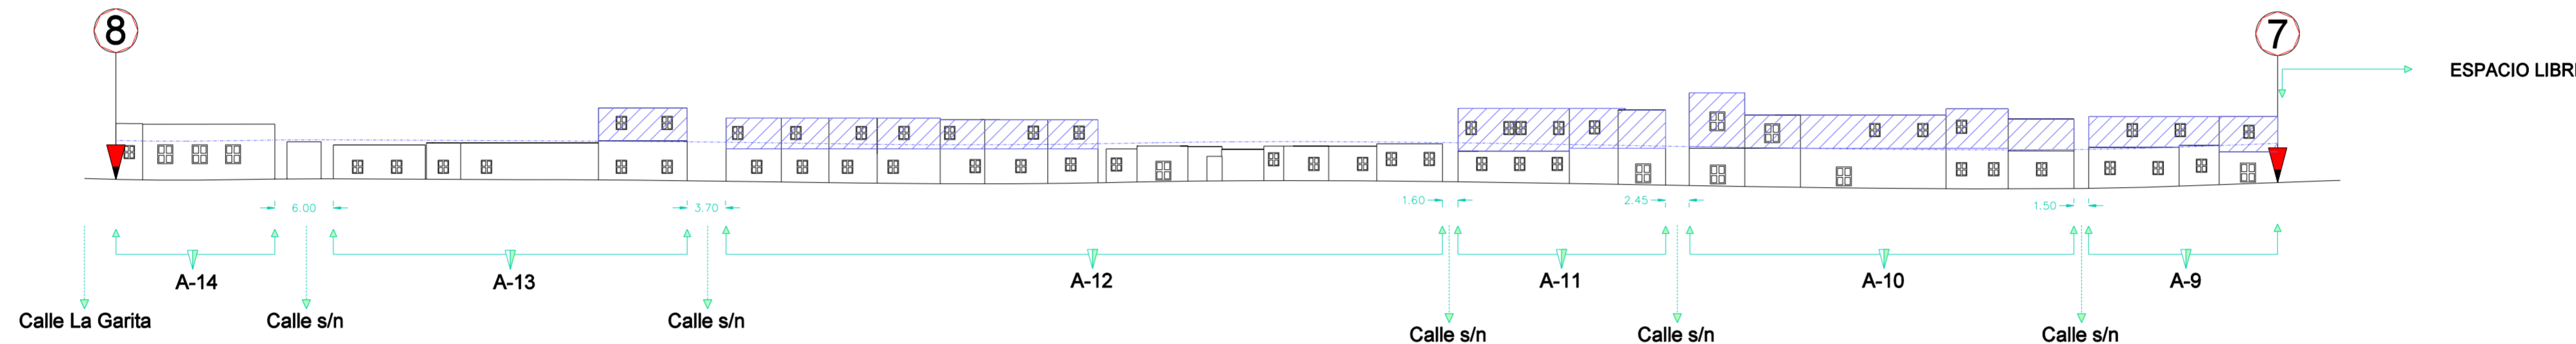 8
7
ESPACIO LIBR
6.00
3.70
1.60
2.45
1.50
A-14
A-13
A-12
A-11
A-10
A-9
Calle La Garita
Calle s/n
Calle s/n
Calle s/n
Calle s/n
Calle s/n